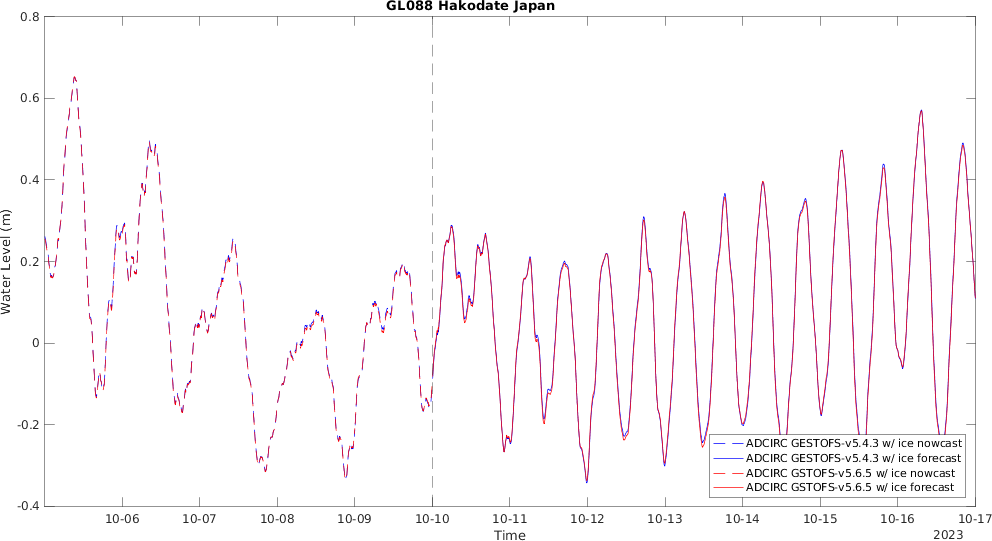 GL088 Hakodate Japan
0.8
0.6
0.4
0.2
0
-0.2
-0.4
Water Level (m)
ADCIRC GESTOFS-v5.4.3 w/ ice nowcast
ADCIRC GESTOFS-v5.4.3 w/ ice forecast
ADCIRC GSTOFS-v5.6.5 w/ ice nowcast
ADCIRC GSTOFS-v5.6.5 w/ ice forecast
10-06 10-07 10-08 10-09 10-10 10-11 10-12 10-13 10-14 10-15 10-16 10-17
Time
2023